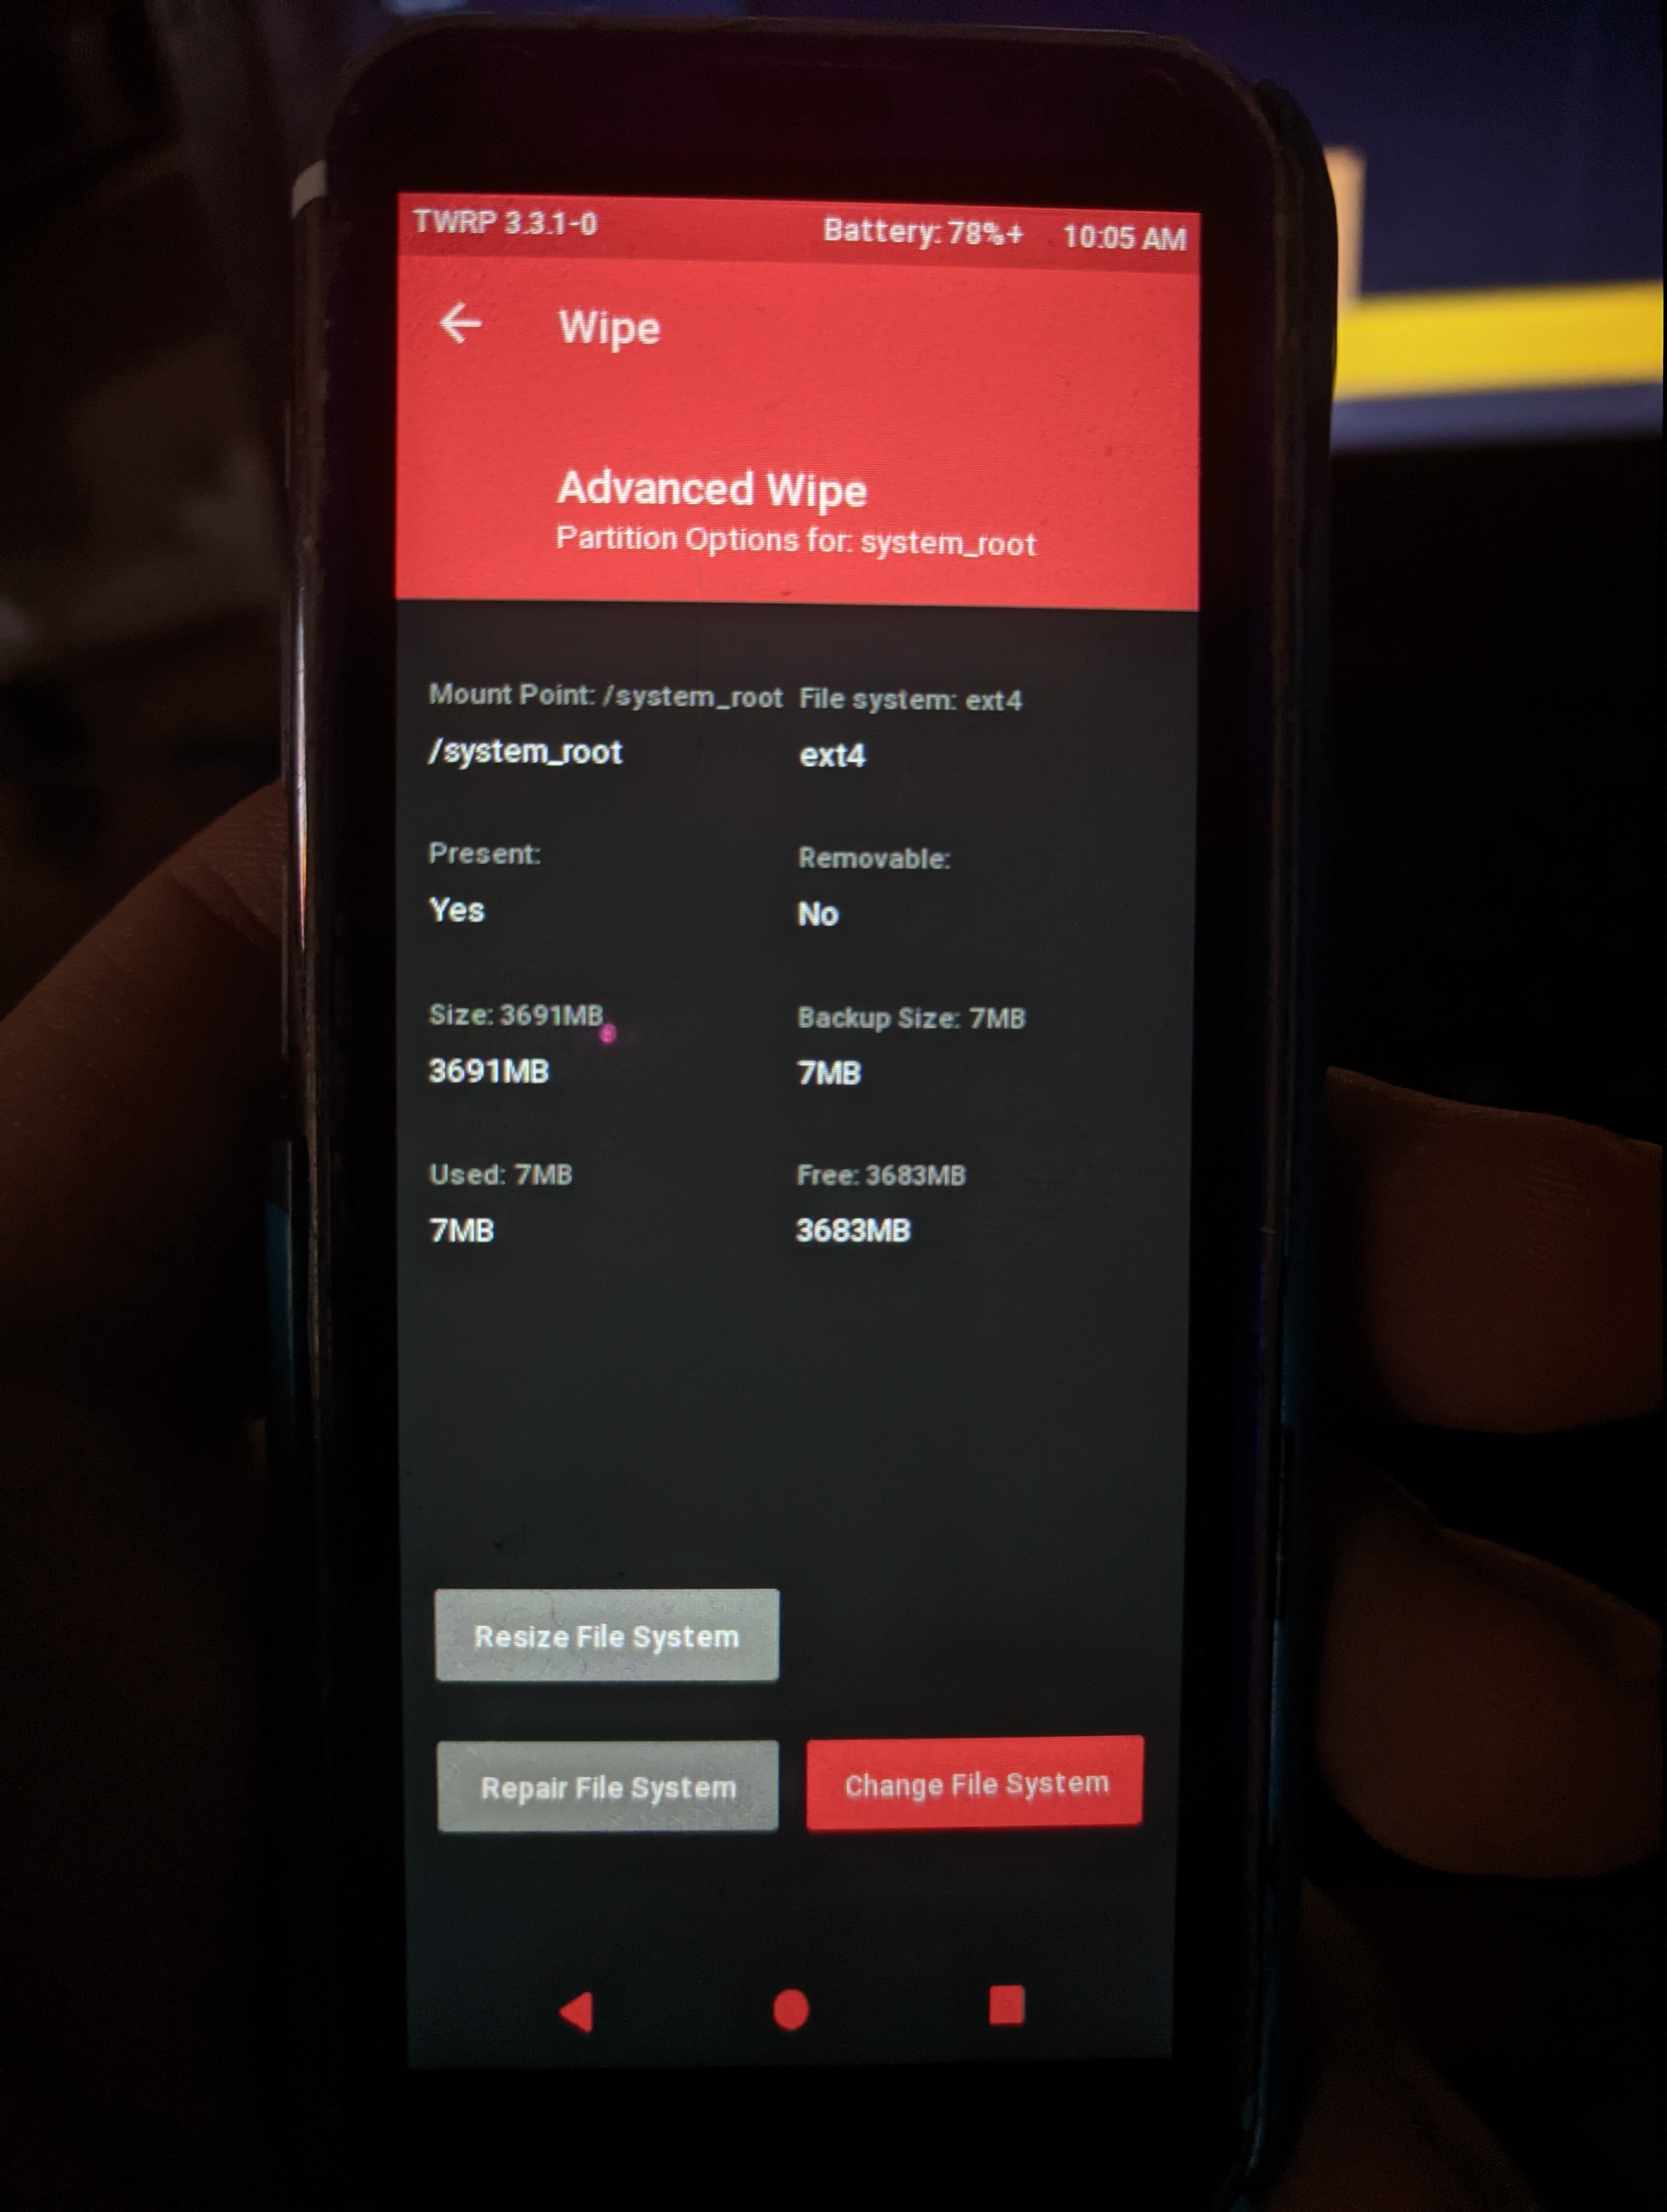 TWRP 3.3.1-0 Battery: 78%+ 10:05 AM
Wipe
Advanced Wipe
Partition Options for: system_root
Mount Point: /system_root File system: ext4
/system_root ext4
Present: Removable:
Yes No
Size: 3691MB Backup Size: 7MB
3691MB 7MB
Used: 7MB Free: 3683MB
7MB 3683MB
Resize File System
Repair File System Change File System